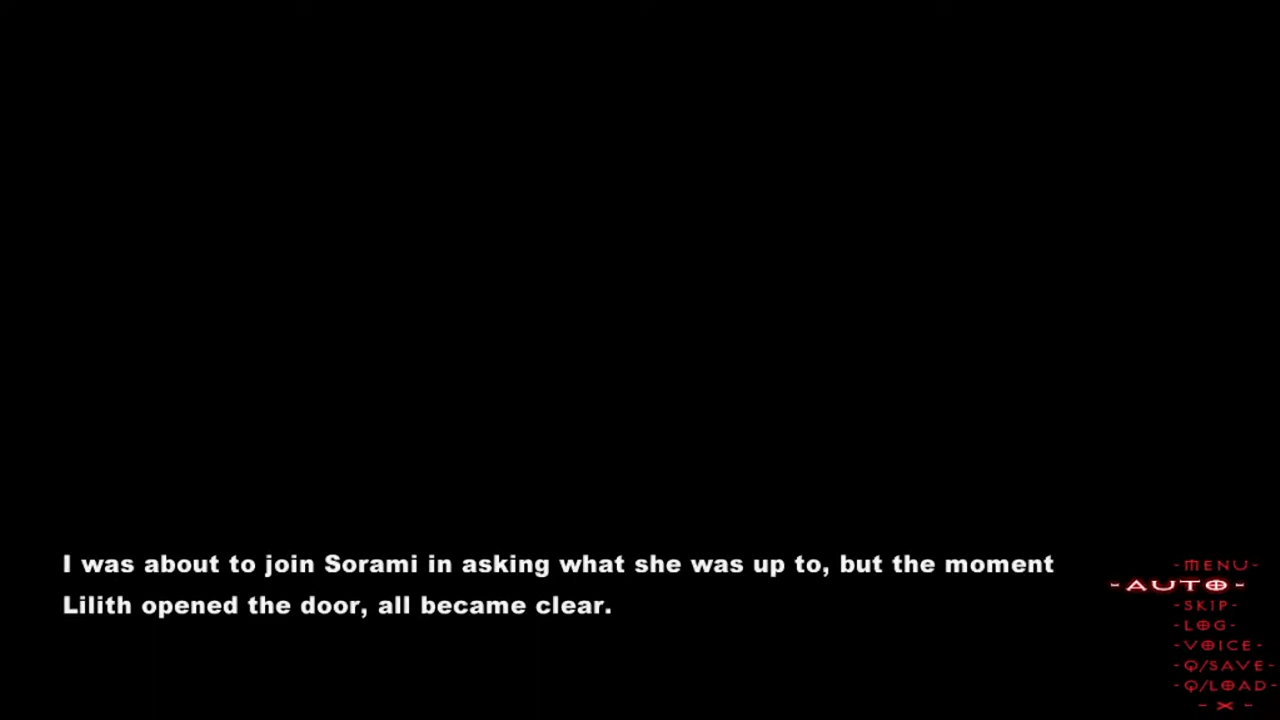 I was about to join Sorami in asking what she was up to, but the moment
Lilith opened the door, all became clear.
-MENU-
-AUTO-
-SKIP-
-LOG-
-VOICE-
-Q/SAVE-
-Q/LOAD-
-×-